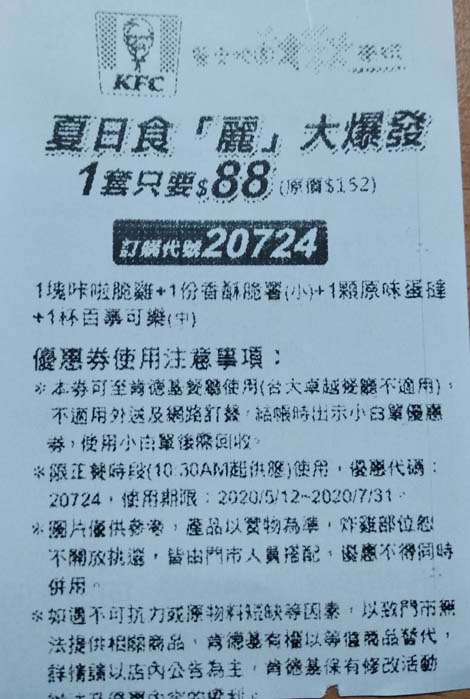 KFC
夏日食「麗」大爆發
1套只要$88 (原價$152)
訂購代號20724
1塊咔啦脆雞+1份香酥脆薯(小)+1顆原味蛋撻
+1杯百事可樂(中)
優惠券使用注意事項：
※本券可至肯德基餐廳使用(台大卓越餐廳不適用)，
不適用外送及網路訂餐，結帳時出示小白單優惠
券，使用小白單後需回收。
※限正餐時段(10:30AM起供應)使用，優惠代碼：
20724，使用期限：2020/5/12~2020/7/31。
※圖片僅供參考，產品以實物為準，炸雞部位恕
不開放挑選，皆由門市人員搭配，優惠不得同時
併用。
※如遇不可抗力或原物料短缺等因素，以致門市無
法提供相關商品，肯德基有權以等值商品替代，
詳情請以店內公告為主，肯德基保有修改活動